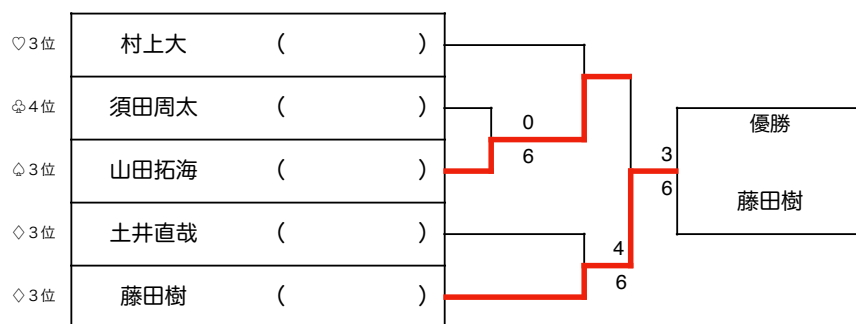 ♡3位 村上大 ( )
♧4位 須田周太 ( )
0
6
♤3位 山田拓海 ( )
♢3位 土井直哉 ( )
4
6
♢3位 藤田樹 ( )
3
6
優勝
藤田樹